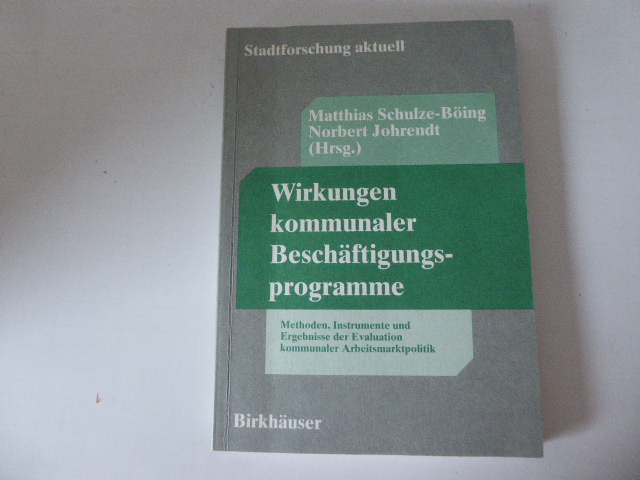 Stadtforschung aktuell
Matthias Schulze-Böing
Norbert Johrendt
(Hrsg.)
Wirkungen
kommunaler
Beschäftigungs-
programme
Methoden, Instrumente und
Ergebnisse der Evaluation
kommunaler Arbeitsmarktpolitik
Birkhäuser